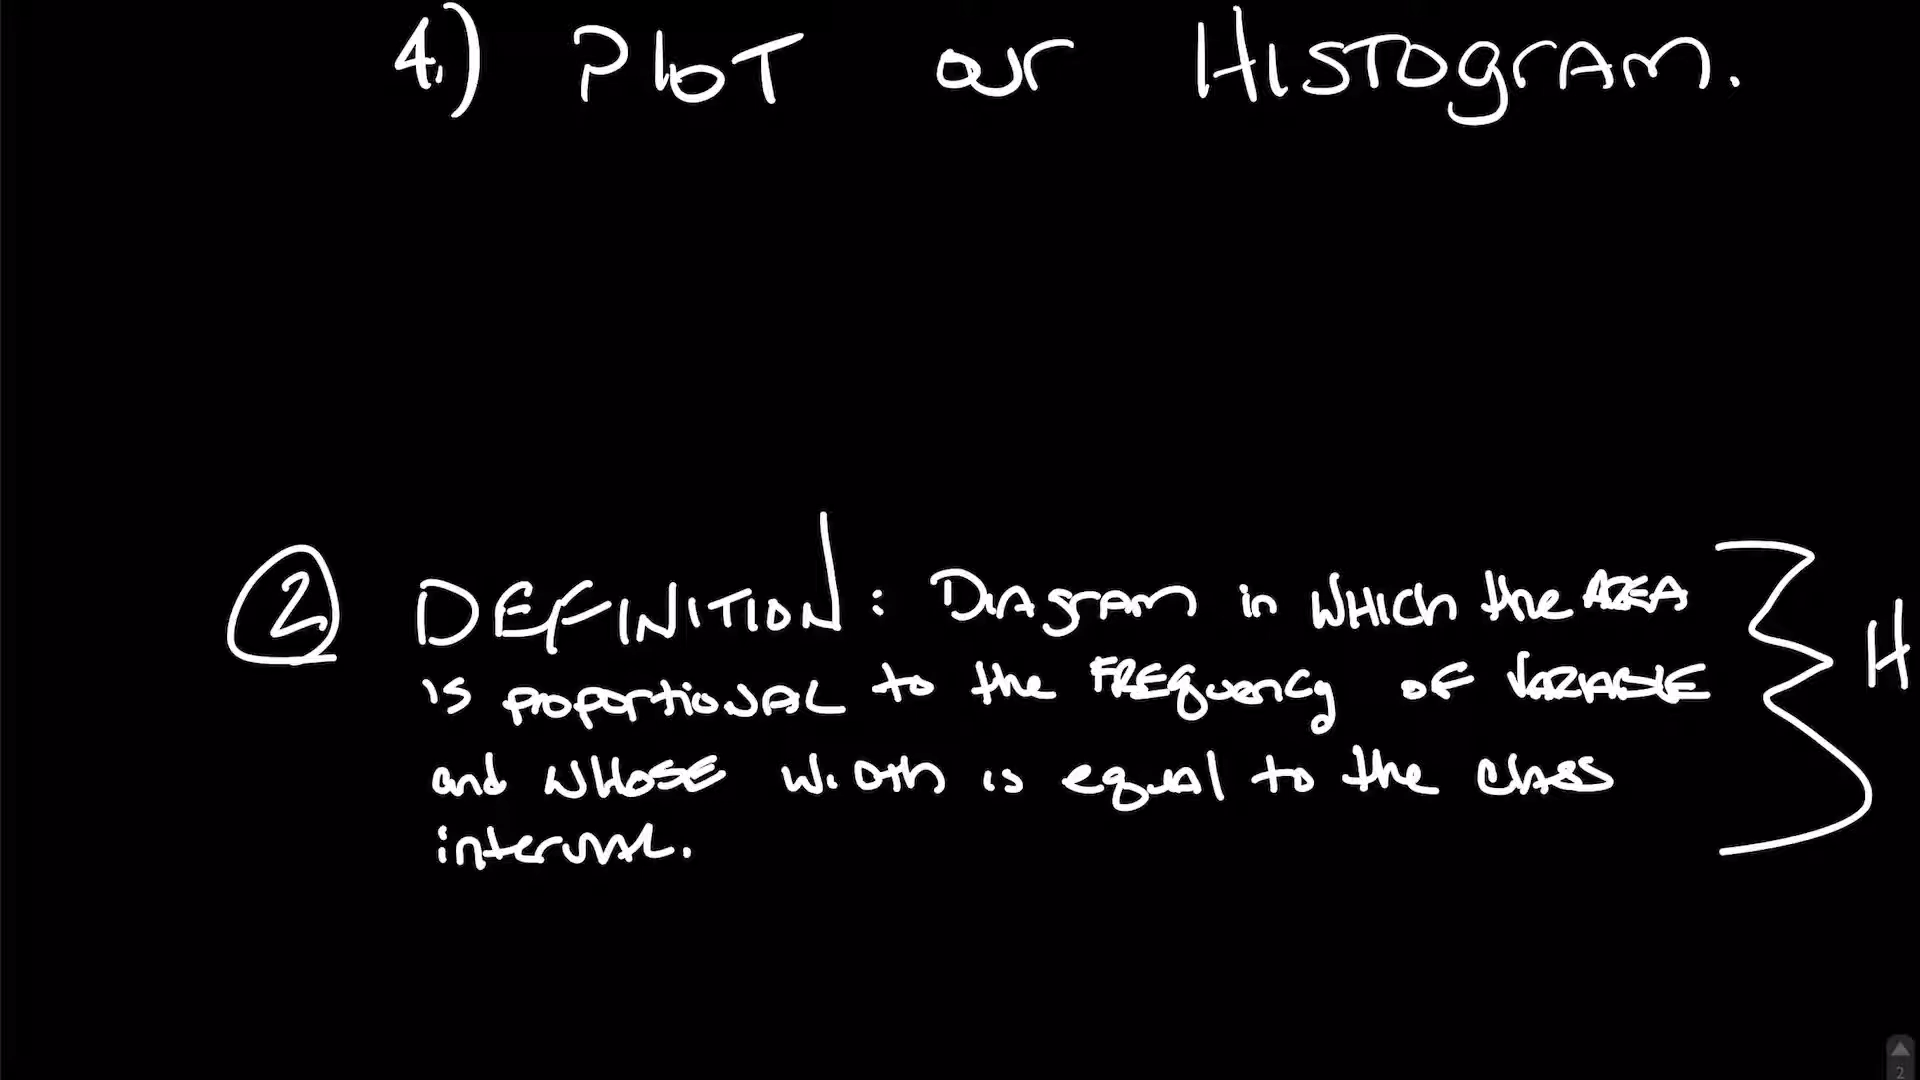 4.) PLOT our HISTOgrAm.
2 DEFINITION: DIAgrAm in WHICH the AREA
is proportional to the FREquency of VARIABLE
and WHOSE WIDth is equal to the class
interval.
H
2